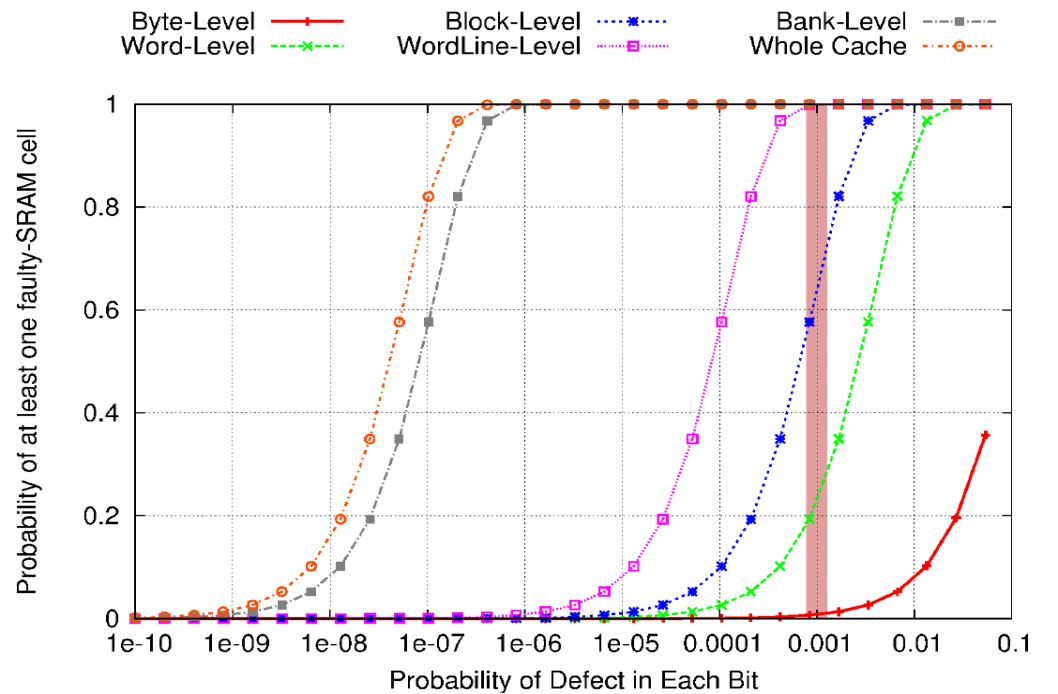 Byte-Level Block-Level Bank-Level
Word-Level WordLine-Level Whole Cache
Probability of at least one faulty-SRAM cell
1
0.8
0.6
0.4
0.2
0
1e-10 1e-09 1e-08 1e-07 1e-06 1e-05 0.0001 0.001 0.01 0.1
Probability of Defect in Each Bit